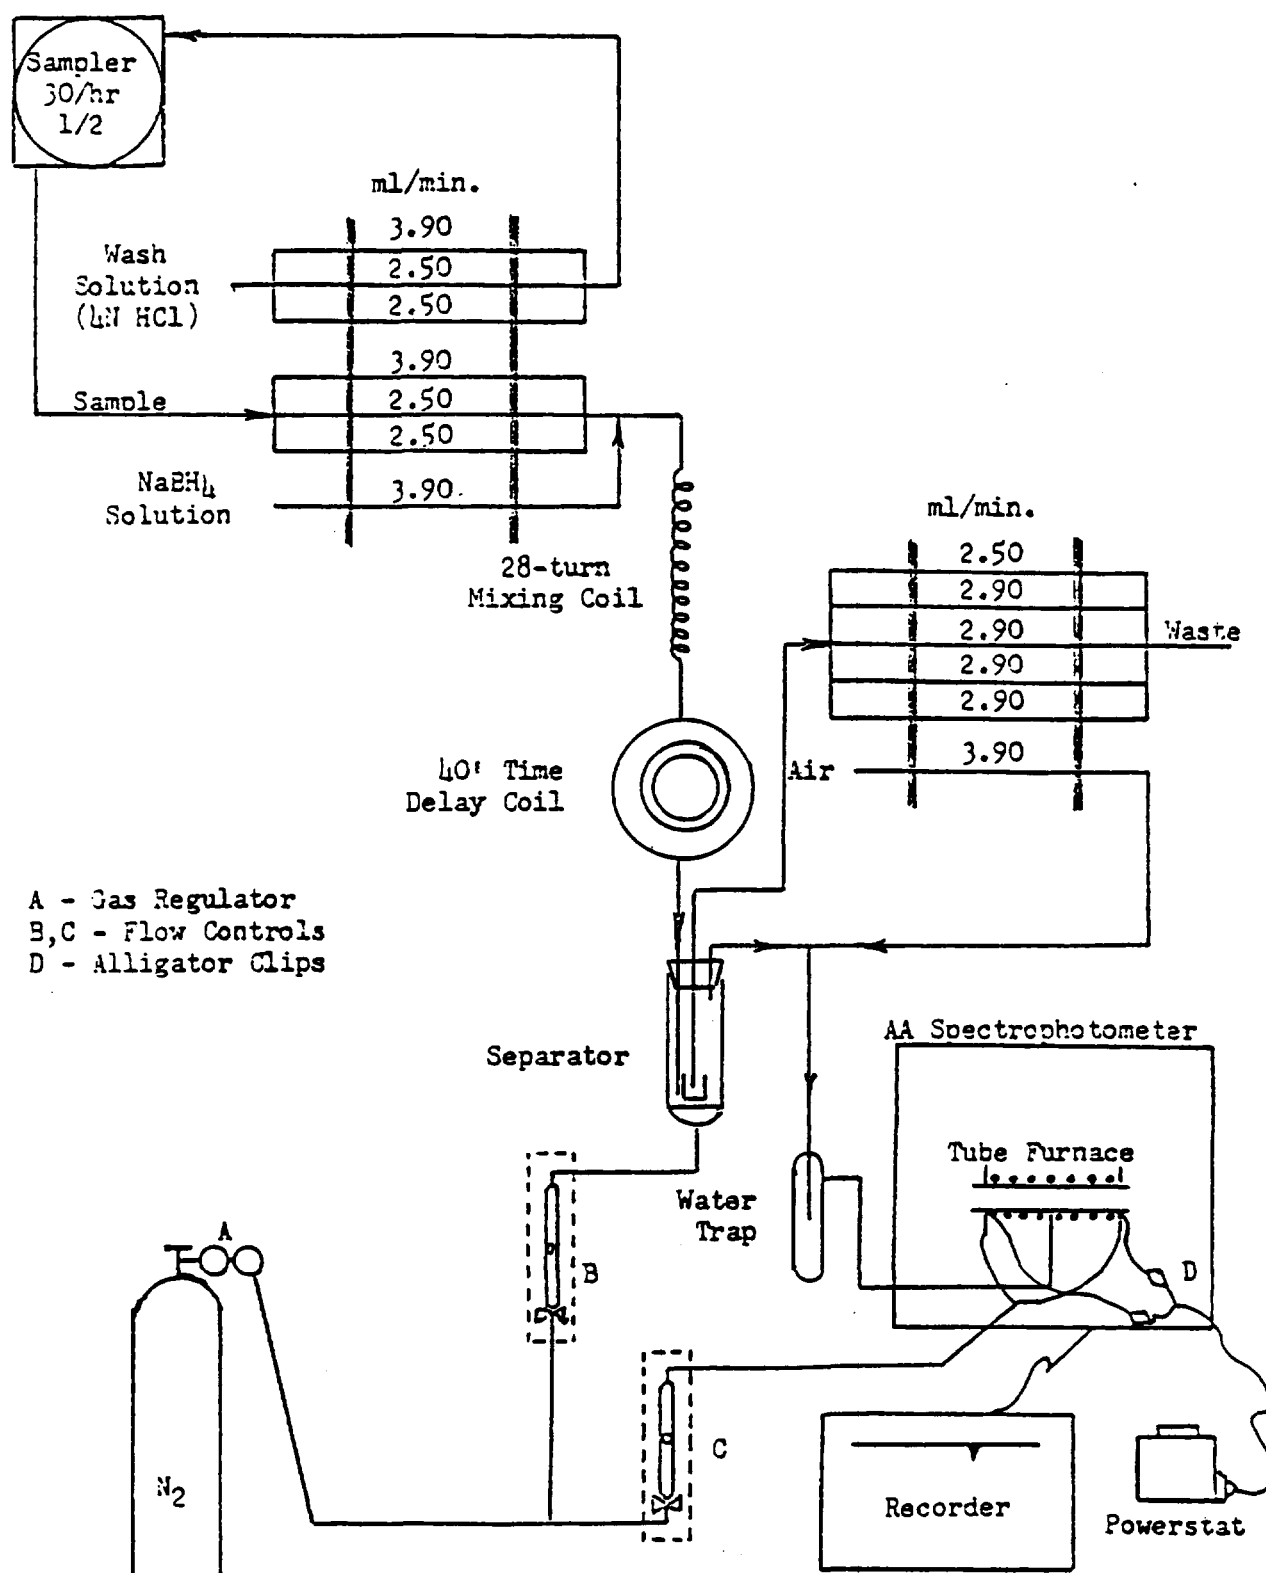 Sampler
30/hr
1/2
ml/min.
3.90
Wash
Solution
(4N HCl)
2.50
2.50
3.90
Sample
2.50
2.50
NaBH4
Solution
3.90
28-turn
Mixing Coil
ml/min.
2.50
2.90
2.90
Waste
2.90
2.90
3.90
Air
40' Time
Delay Coil
A - Gas Regulator
B,C - Flow Controls
D - Alligator Clips
Separator
AA Spectrophotometer
Tube Furnace
Water
Trap
A
B
D
C
N2
Recorder
Powerstat